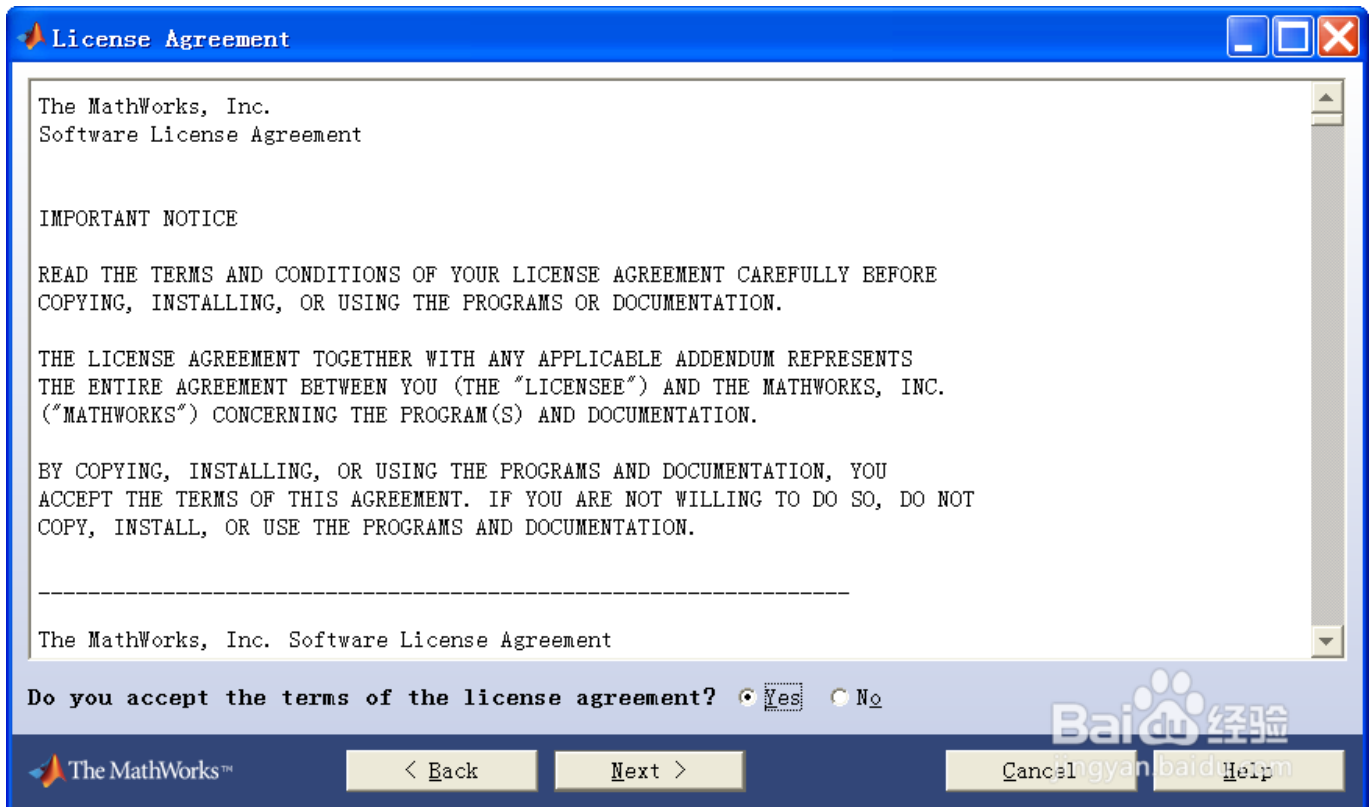 License Agreement
The MathWorks, Inc.
Software License Agreement
IMPORTANT NOTICE
READ THE TERMS AND CONDITIONS OF YOUR LICENSE AGREEMENT CAREFULLY BEFORE
COPYING, INSTALLING, OR USING THE PROGRAMS OR DOCUMENTATION.
THE LICENSE AGREEMENT TOGETHER WITH ANY APPLICABLE ADDENDUM REPRESENTS
THE ENTIRE AGREEMENT BETWEEN YOU (THE "LICENSEE") AND THE MATHWORKS, INC.
("MATHWORKS") CONCERNING THE PROGRAM(S) AND DOCUMENTATION.
BY COPYING, INSTALLING, OR USING THE PROGRAMS AND DOCUMENTATION, YOU
ACCEPT THE TERMS OF THIS AGREEMENT. IF YOU ARE NOT WILLING TO DO SO, DO NOT
COPY, INSTALL, OR USE THE PROGRAMS AND DOCUMENTATION.
-----------------------------------------------------------------
The MathWorks, Inc. Software License Agreement
Do you accept the terms of the license agreement? Yes No
Baidu经验
The MathWorks™ < Back Next > Cancel Help
jingyan.baidu.com